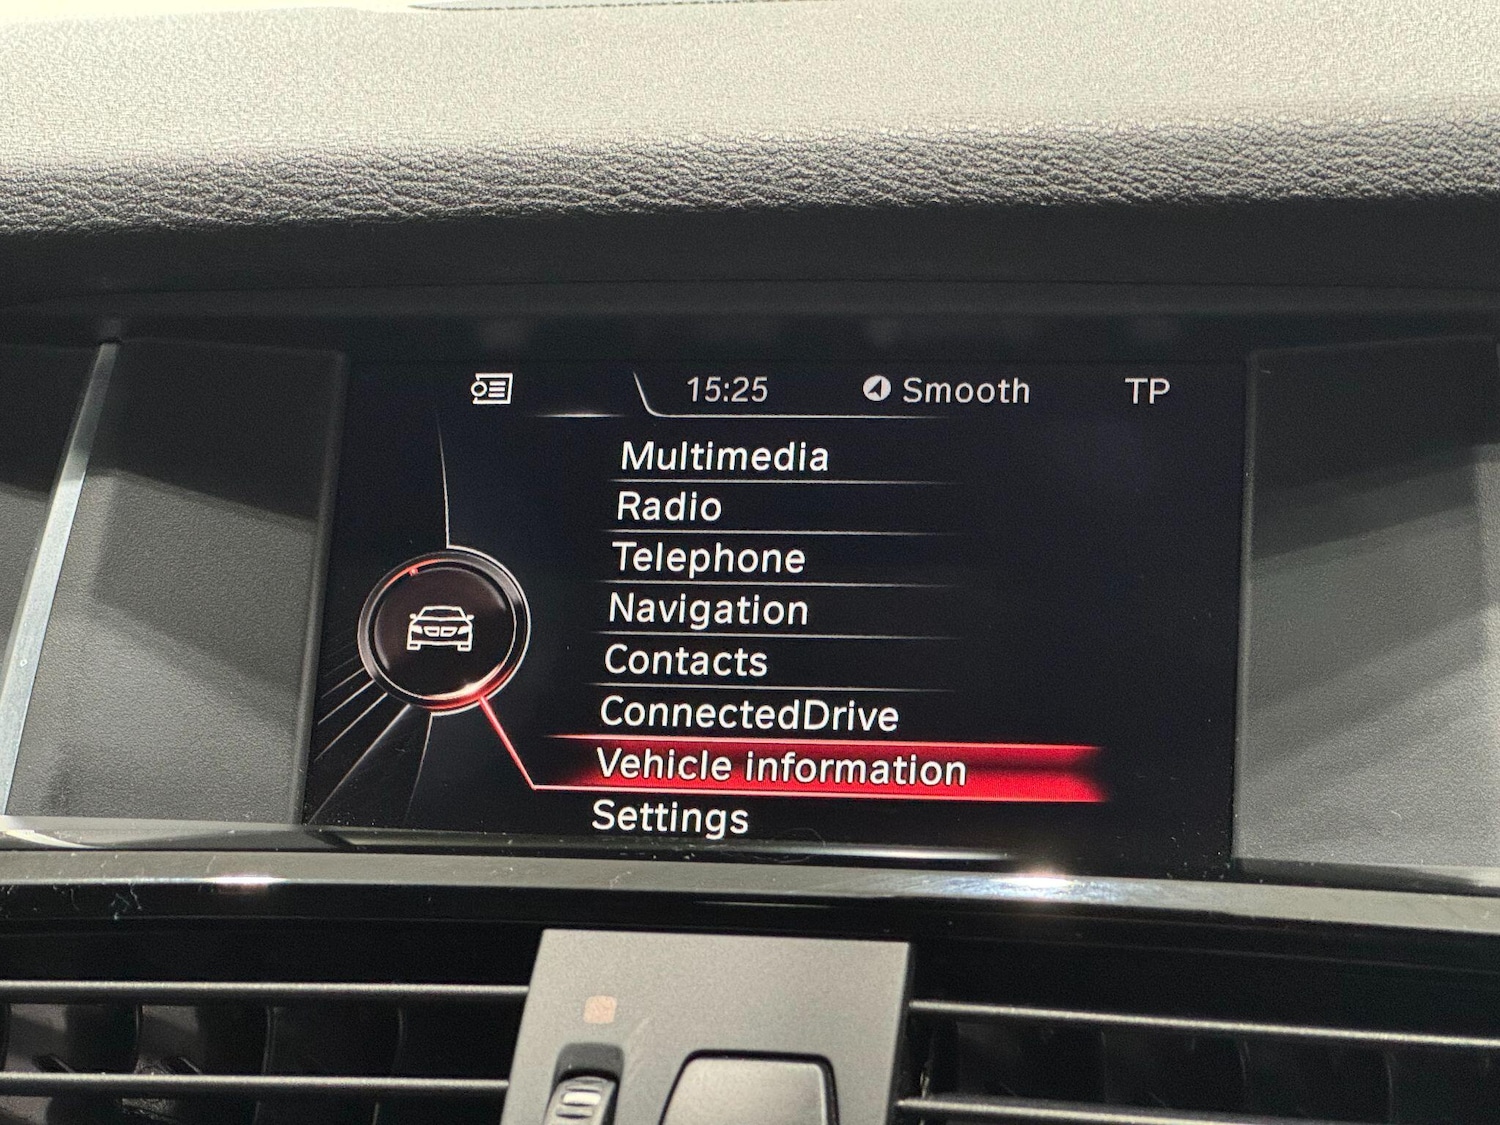 15:25 Smooth TP
Multimedia
Radio
Telephone
Navigation
Contacts
ConnectedDrive
Vehicle information
Settings